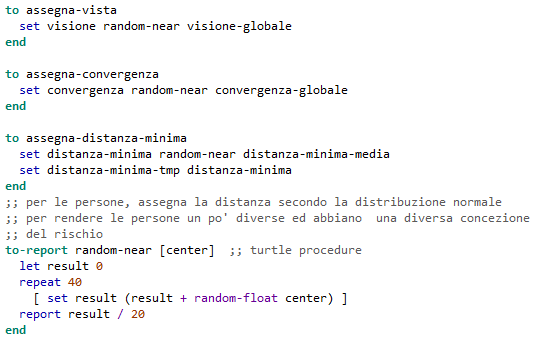 to assegna-vista
  set visione random-near visione-globale
end

to assegna-convergenza
  set convergenza random-near convergenza-globale
end

to assegna-distanza-minima
  set distanza-minima random-near distanza-minima-media
  set distanza-minima-tmp distanza-minima
end
;; per le persone, assegna la distanza secondo la distribuzione normale
;; per rendere le persone un po' diverse ed abbiano  una diversa concezione
;; del rischio
to-report random-near [center]  ;; turtle procedure
  let result 0
  repeat 40
    [ set result (result + random-float center) ]
  report result / 20
end